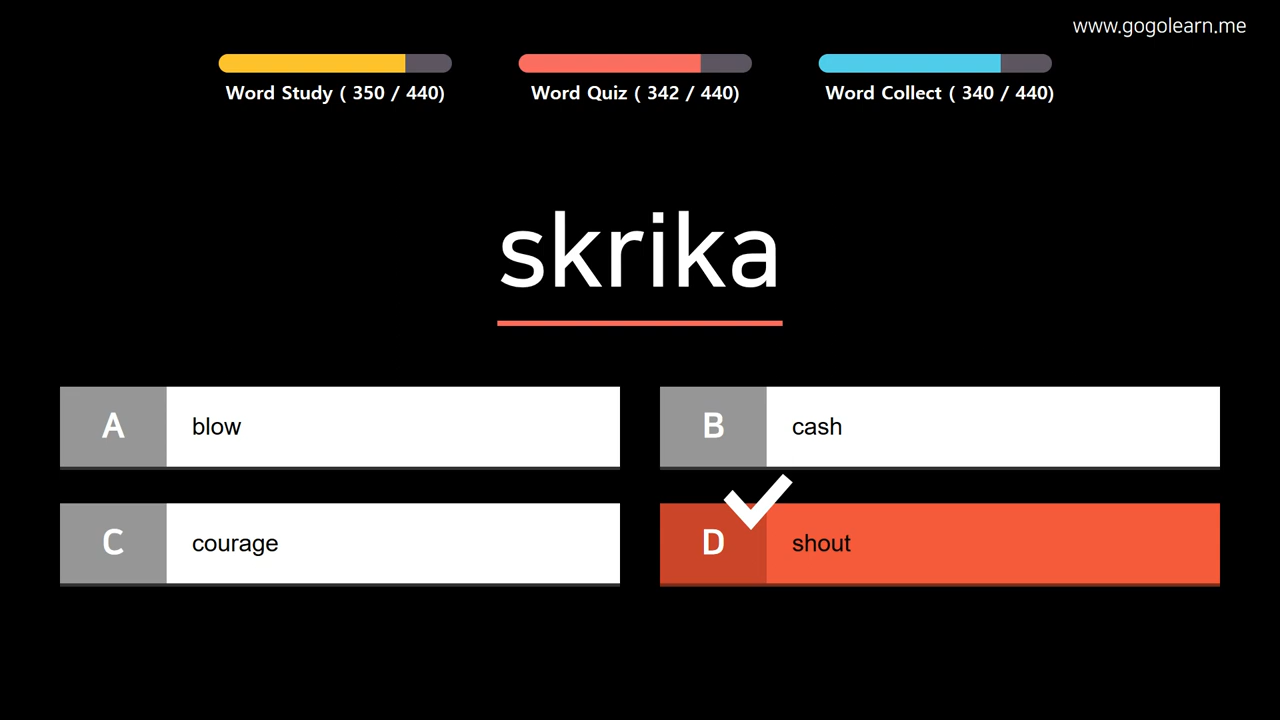 www.gogolearn.me
Word Study ( 350 / 440)
Word Quiz ( 342 / 440)
Word Collect ( 340 / 440)
skrika
A blow
B cash
C courage
D shout